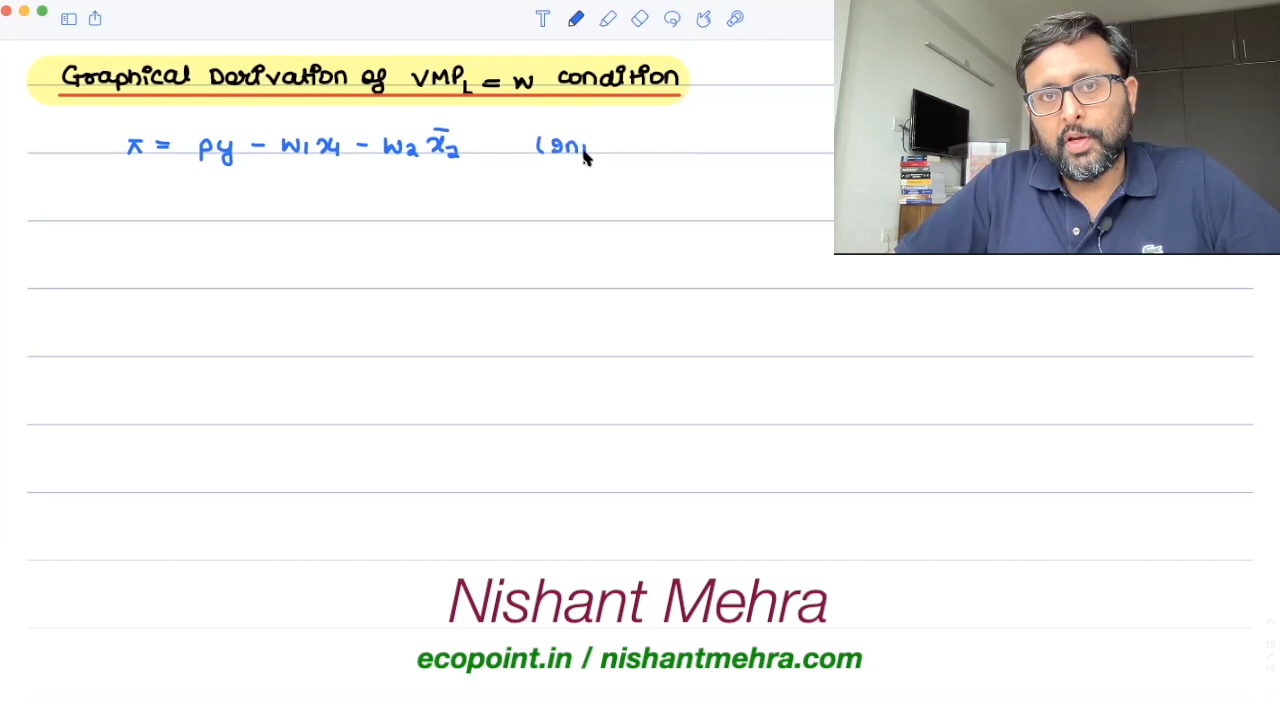 Graphical Derivation of VMP_L = w condition
π = py - w₁x₁ - w₂x̄₂
Nishant Mehra
ecopoint.in / nishantmehra.com